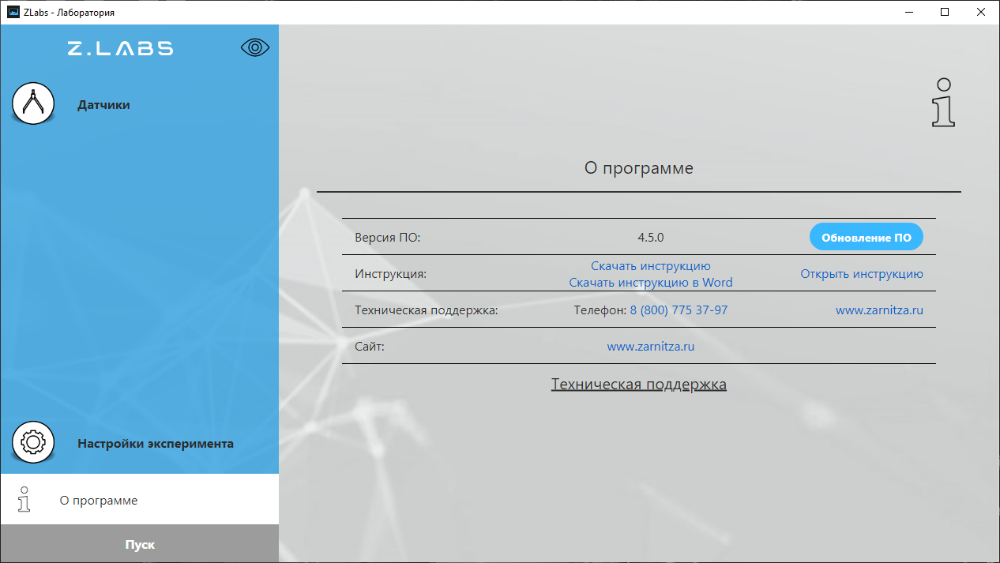 ZLabs - Лаборатория
Z.LABS
Датчики
Настройки эксперимента
О программе
Пуск
О программе
Версия ПО: 4.5.0 Обновление ПО
Инструкция: Скачать инструкцию
Скачать инструкцию в Word Открыть инструкцию
Техническая поддержка: Телефон: 8 (800) 775 37-97 www.zarnitza.ru
Сайт: www.zarnitza.ru
Техническая поддержка